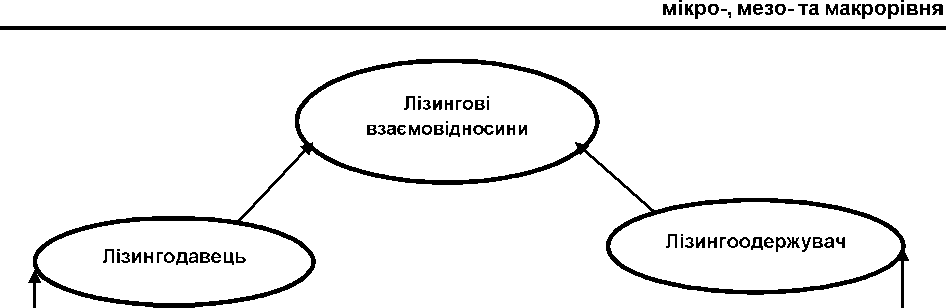 мікро-, мезо- та макрорівня
Лізингові
взаємовідносини
Лізингодавець
Лізингоодержувач